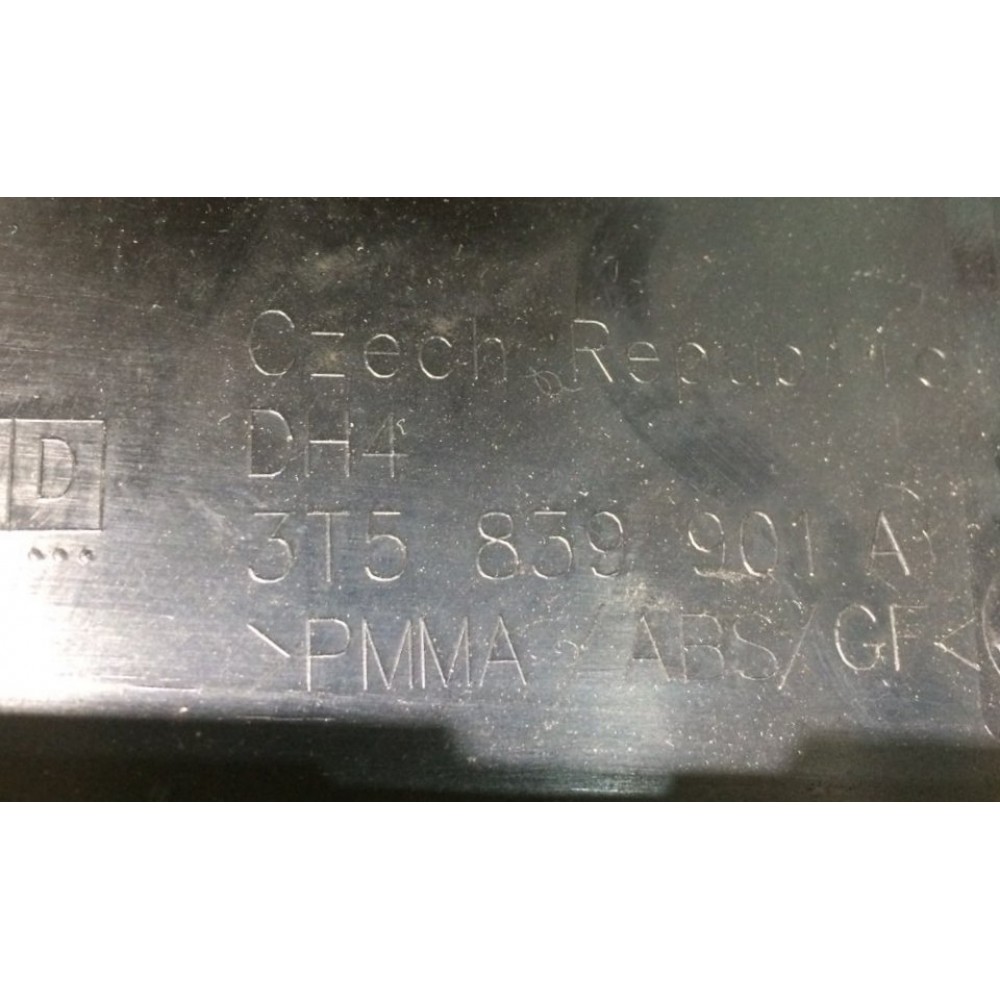 Czech Republic
DH4
D
3T5 839 901 A
>PMMA / ABS/GF<